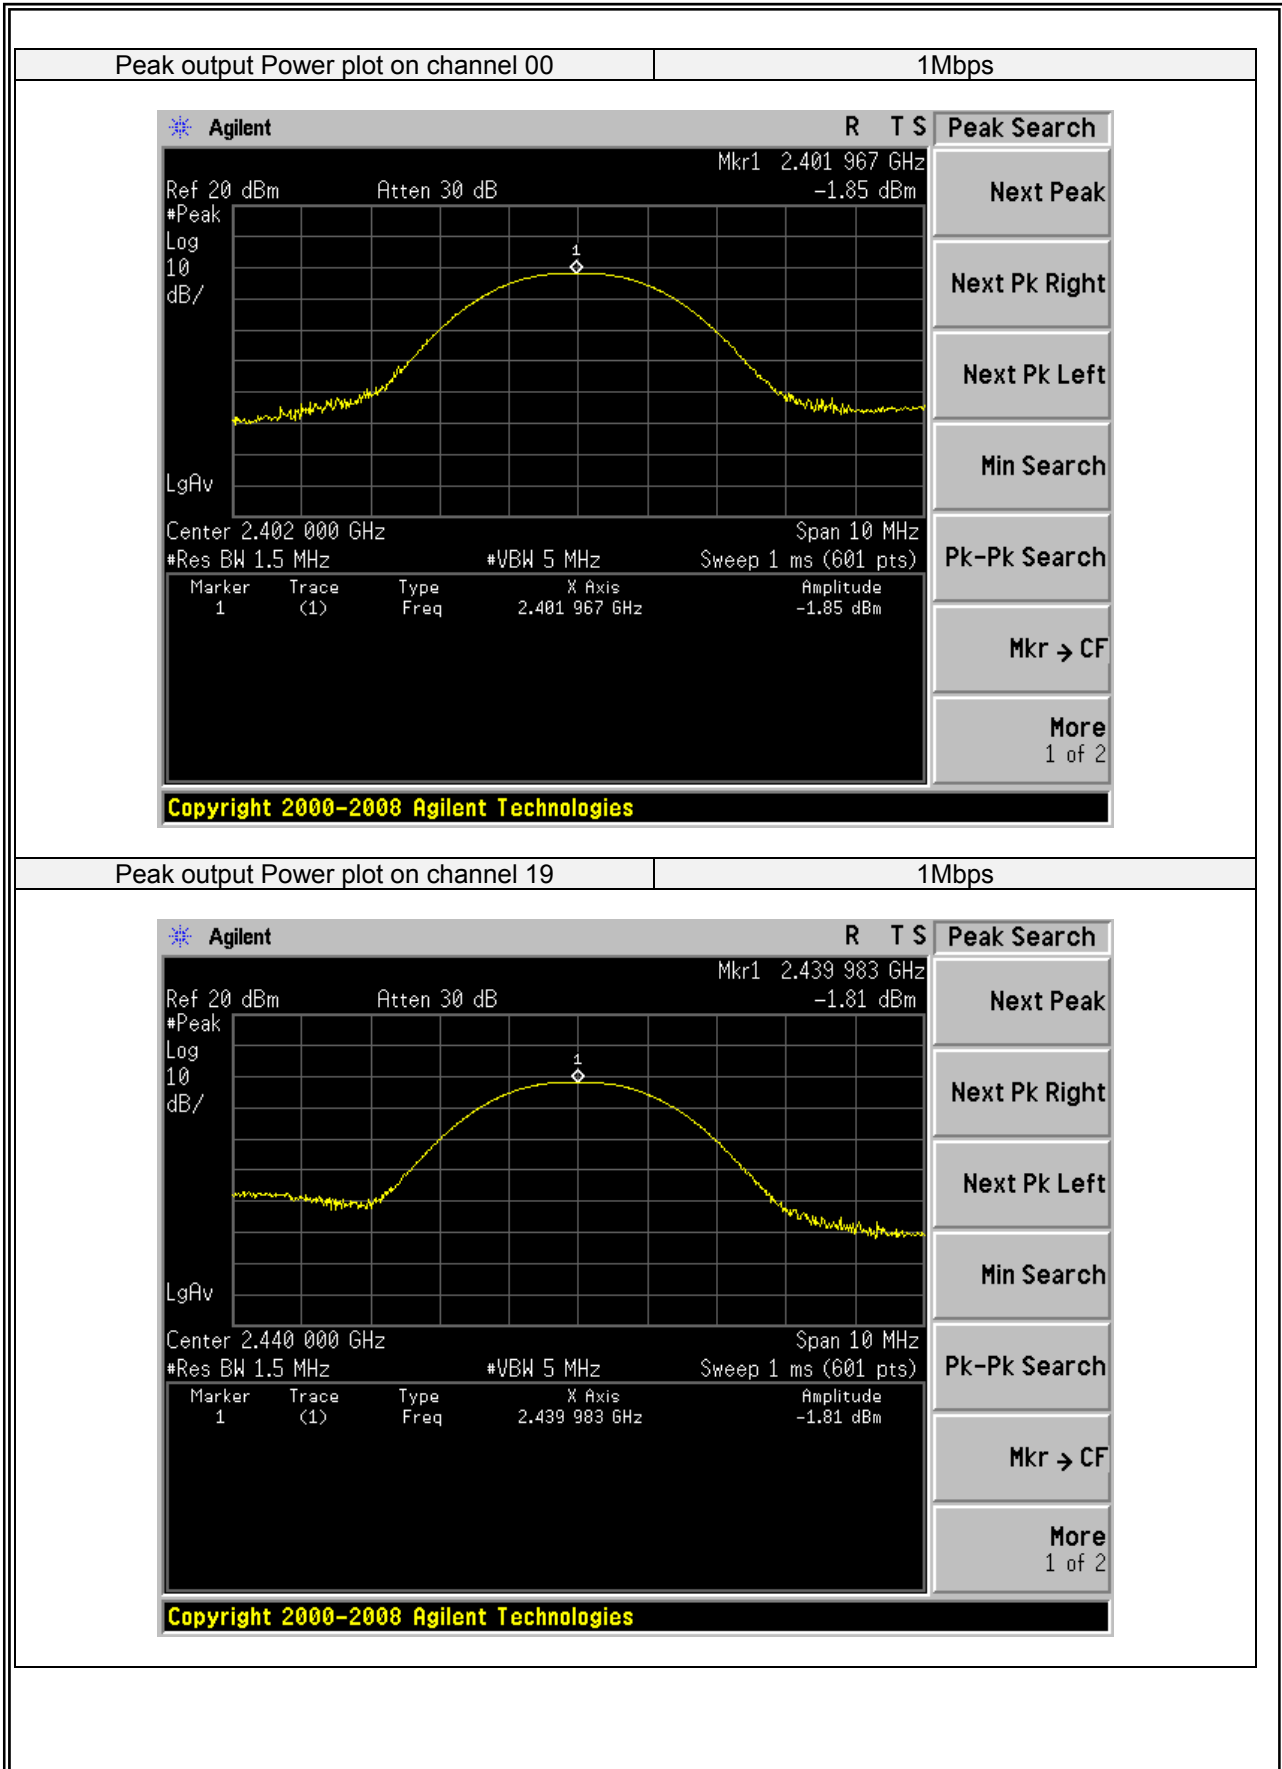 Peak output Power plot on channel 00 1Mbps
Agilent R T S Peak Search
Mkr1 2.401 967 GHz
Ref 20 dBm Atten 30 dB -1.85 dBm
Next Peak
#Peak
Log
1
10
dB/
Next Pk Right
Next Pk Left
Min Search
LgAv
Center 2.402 000 GHz Span 10 MHz
#Res BW 1.5 MHz #VBW 5 MHz Sweep 1 ms (601 pts)
Pk-Pk Search
Marker Trace Type X Axis Amplitude
1 (1) Freq 2.401 967 GHz -1.85 dBm
Mkr → CF
More
1 of 2
Copyright 2000-2008 Agilent Technologies
Peak output Power plot on channel 19 1Mbps
Agilent R T S Peak Search
Mkr1 2.439 983 GHz
Ref 20 dBm Atten 30 dB -1.81 dBm
Next Peak
#Peak
Log
1
10
dB/
Next Pk Right
Next Pk Left
Min Search
LgAv
Center 2.440 000 GHz Span 10 MHz
#Res BW 1.5 MHz #VBW 5 MHz Sweep 1 ms (601 pts)
Pk-Pk Search
Marker Trace Type X Axis Amplitude
1 (1) Freq 2.439 983 GHz -1.81 dBm
Mkr → CF
More
1 of 2
Copyright 2000-2008 Agilent Technologies